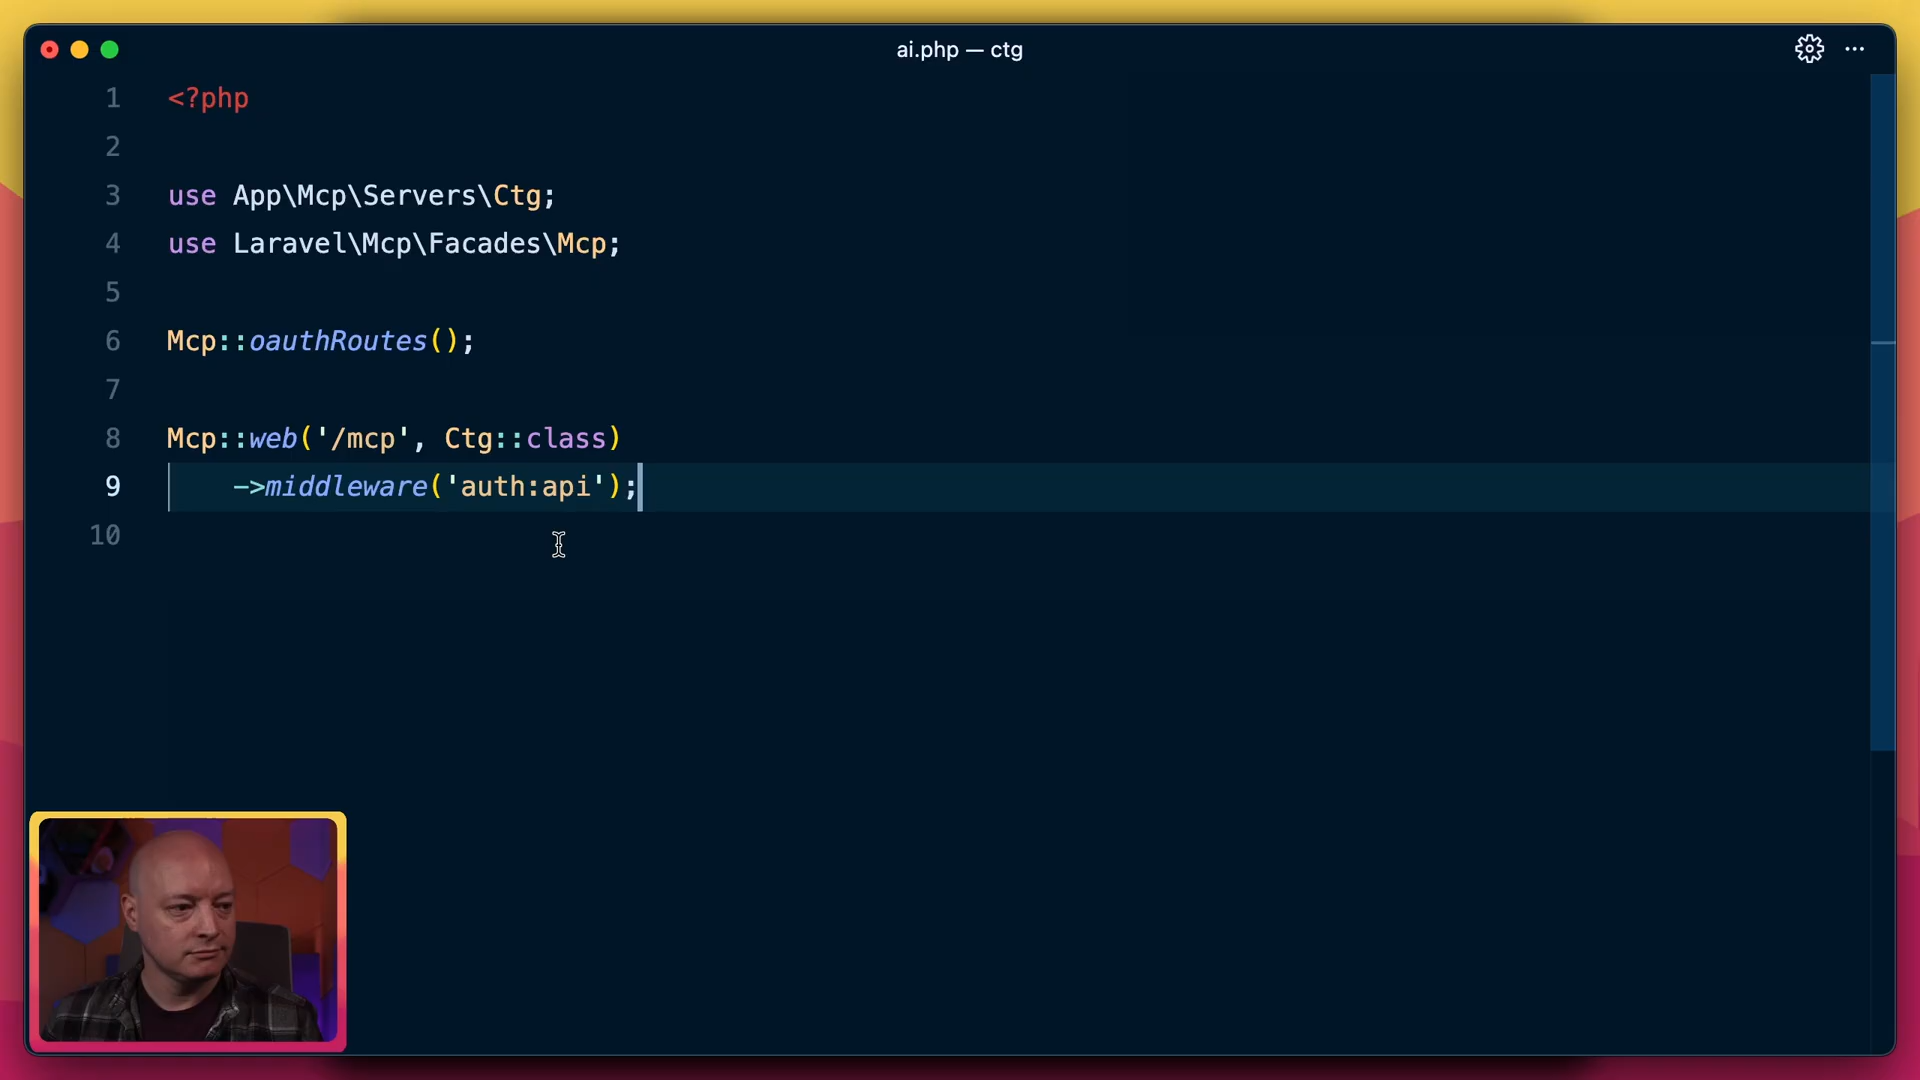 ai.php — ctg
1 <?php
2
3 use App\Mcp\Servers\Ctg;
4 use Laravel\Mcp\Facades\Mcp;
5
6 Mcp::oauthRoutes();
7
8 Mcp::web('/mcp', Ctg::class)
9 ->middleware('auth:api');
10